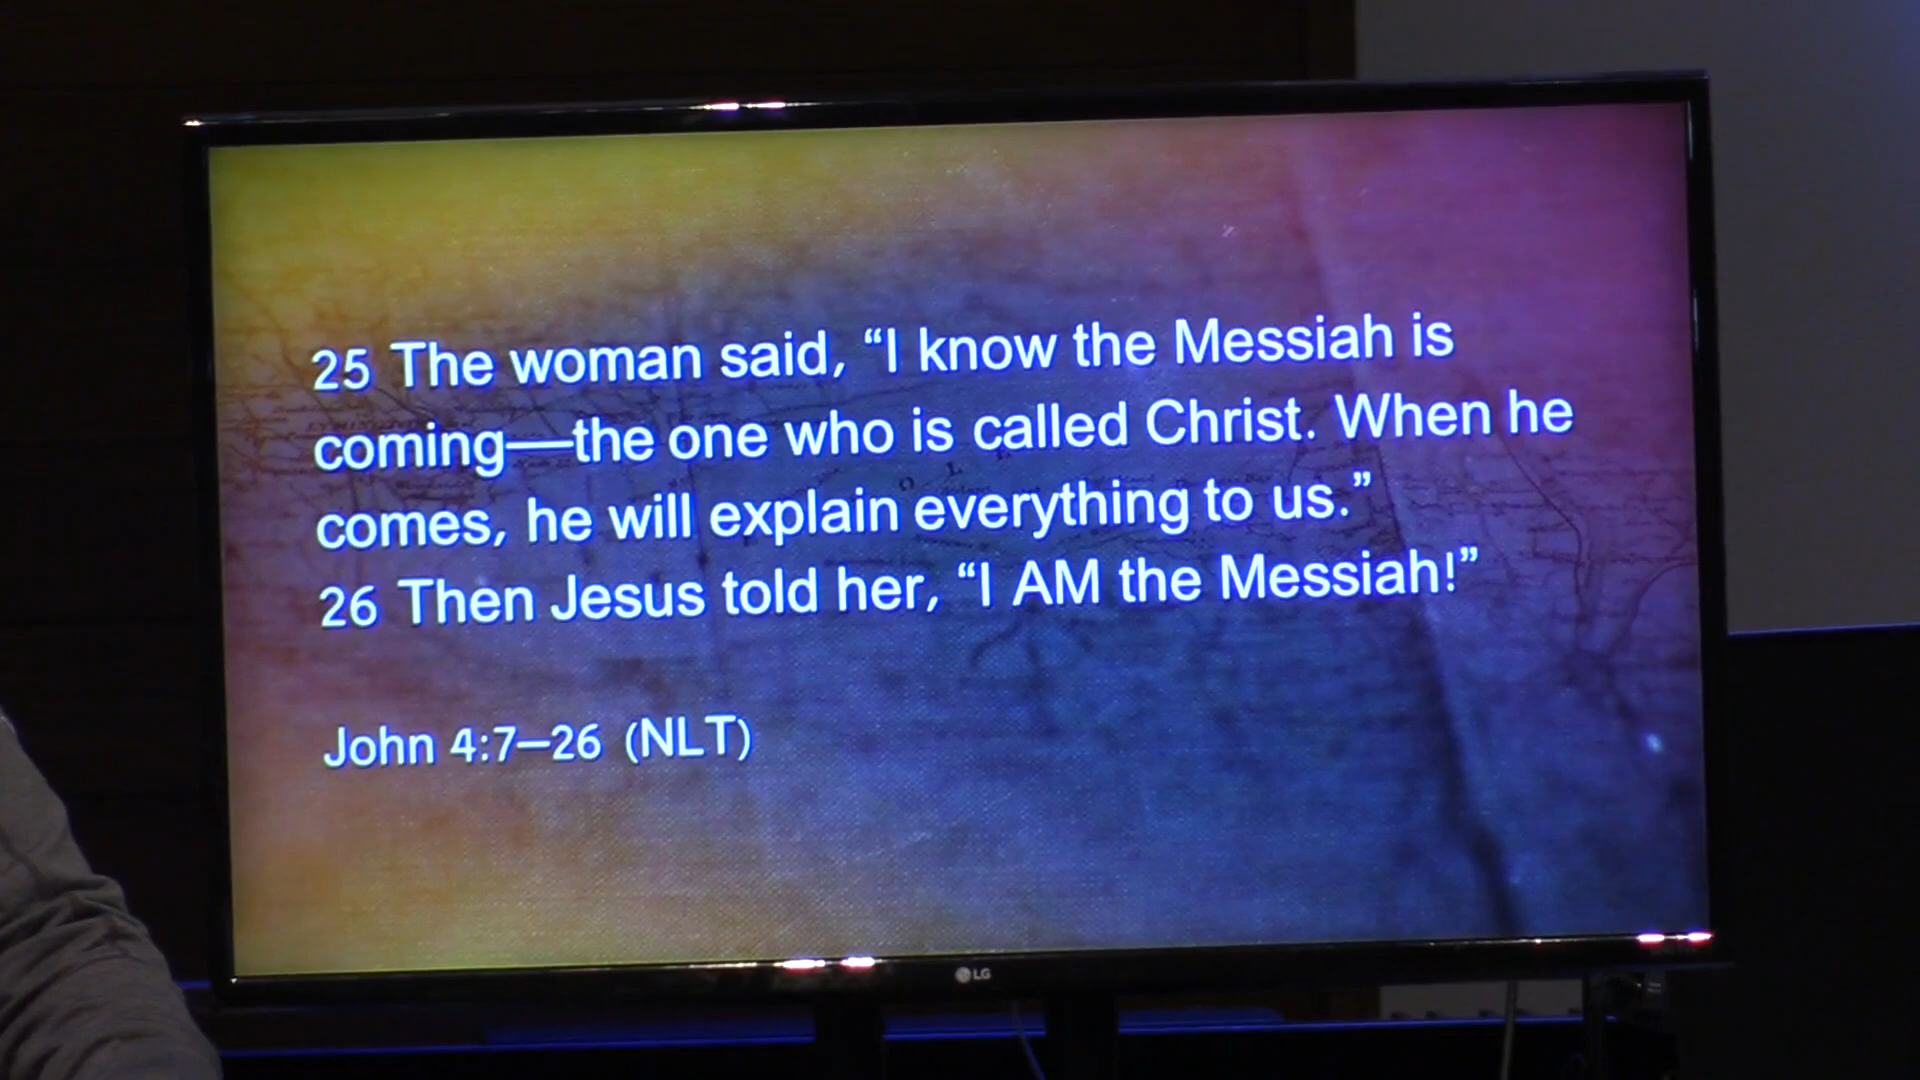 25 The woman said, “I know the Messiah is
coming—the one who is called Christ. When he
comes, he will explain everything to us.”
26 Then Jesus told her, “I AM the Messiah!”
John 4:7–26 (NLT)
LG